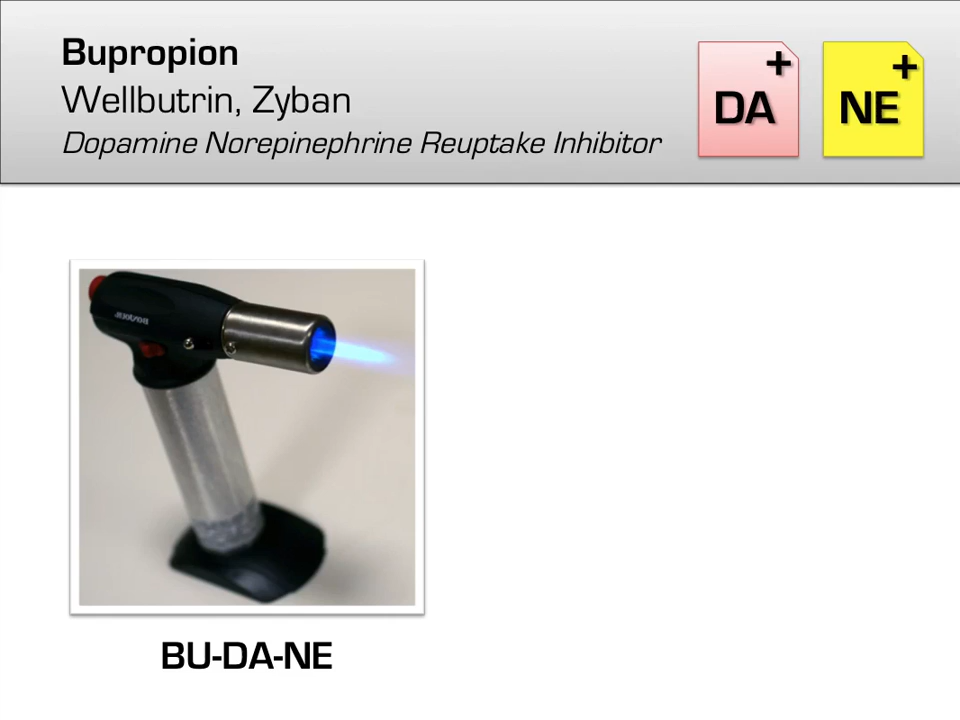 Bupropion
Wellbutrin, Zyban
Dopamine Norepinephrine Reuptake Inhibitor
DA+
NE+
BU-DA-NE